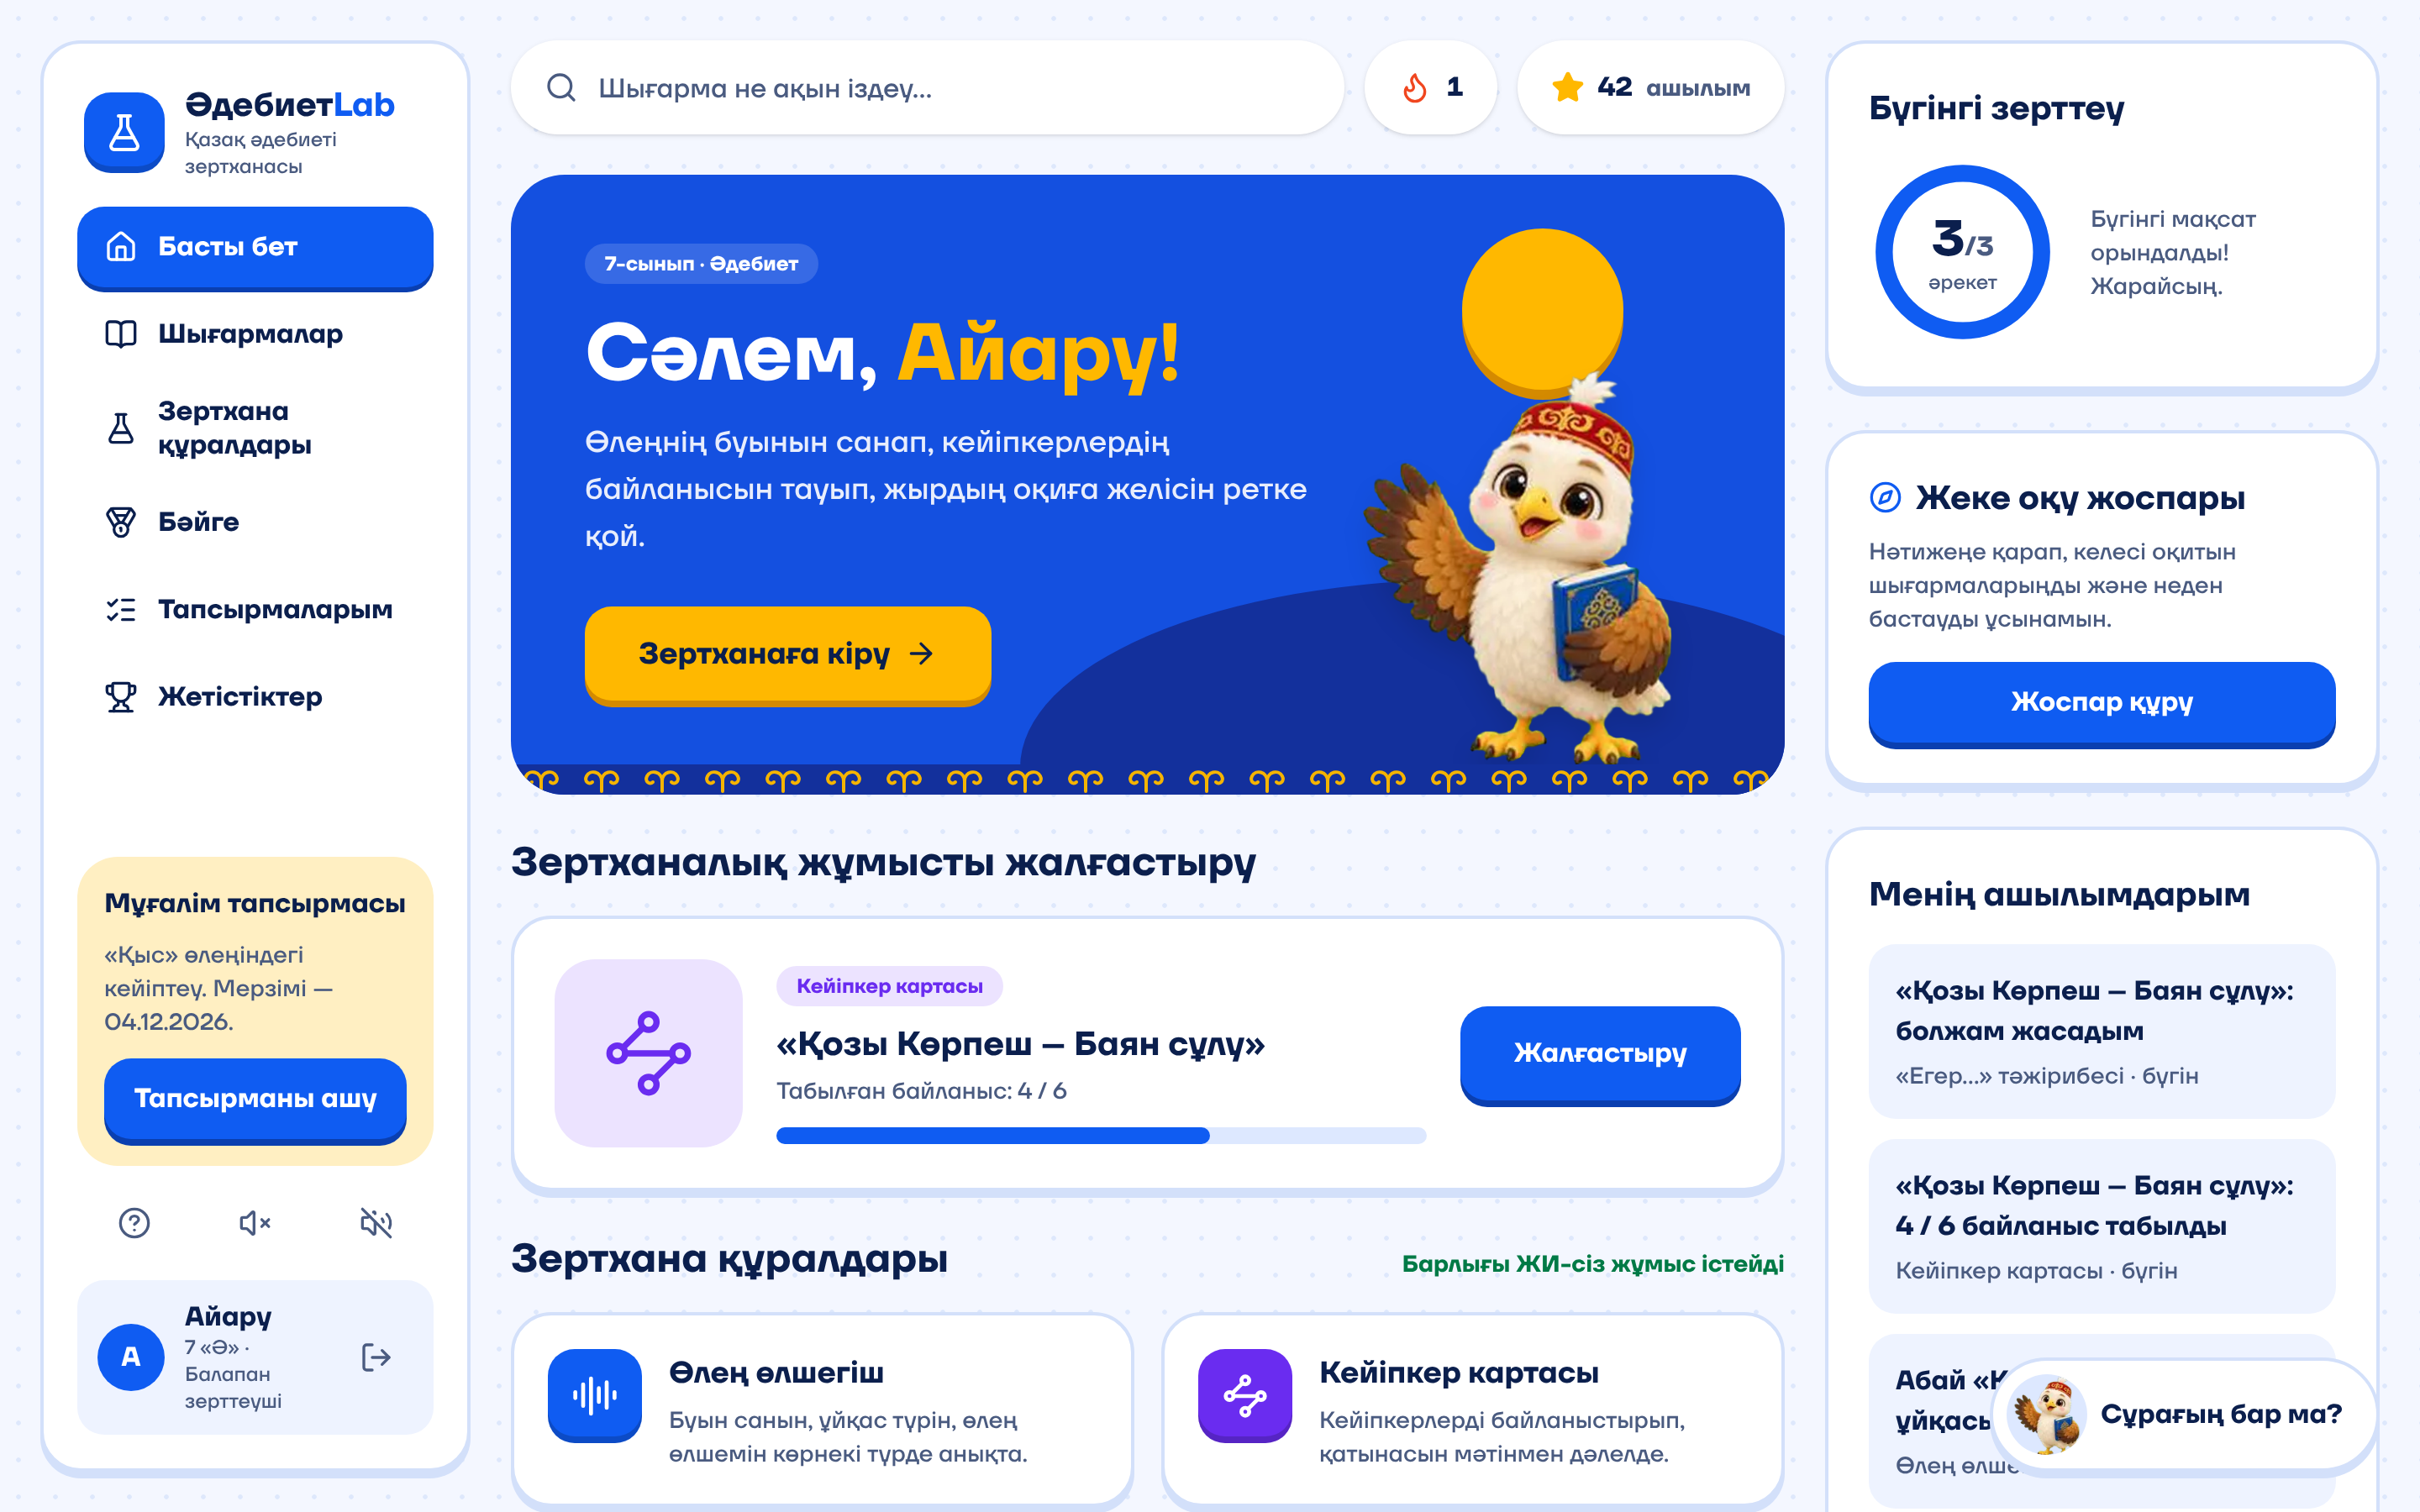 ӘдебиетLab
Қазақ әдебиеті
зертханасы
Басты бет
Шығармалар
Зертхана
құралдары
Бәйге
Тапсырмаларым
Жетістіктер
Мұғалім тапсырмасы
«Қыс» өлеңіндегі
кейіптеу. Мерзімі —
04.12.2026.
Тапсырманы ашу
А
Айару
7 «Ә» ·
Балапан
зерттеуші
Шығарма не ақын іздеу...
1
42 ашылым
7-сынып · Әдебиет
Сәлем, Айару!
Өлеңнің буынын санап, кейіпкерлердің
байланысын тауып, жырдың оқиға желісін ретке
қой.
Зертханаға кіру
Зертханалық жұмысты жалғастыру
Кейіпкер картасы
«Қозы Көрпеш – Баян сұлу»
Табылған байланыс: 4 / 6
Жалғастыру
Зертхана құралдары
Барлығы ЖИ-сіз жұмыс істейді
Өлең өлшегіш
Буын санын, ұйқас түрін, өлең
өлшемін көрнекі түрде анықта.
Кейіпкер картасы
Кейіпкерлерді байланыстырып,
қатынасын мәтінмен дәлелде.
Бүгінгі зерттеу
3/3
әрекет
Бүгінгі мақсат
орындалды!
Жарайсың.
Жеке оқу жоспары
Нәтижеңе қарап, келесі оқитын
шығармаларыңды және неден
бастауды ұсынамын.
Жоспар құру
Менің ашылымдарым
«Қозы Көрпеш – Баян сұлу»:
болжам жасадым
«Егер...» тәжірибесі · бүгін
«Қозы Көрпеш – Баян сұлу»:
4 / 6 байланыс табылды
Кейіпкер картасы · бүгін
Абай
Өлең
Сұрағың бар ма?